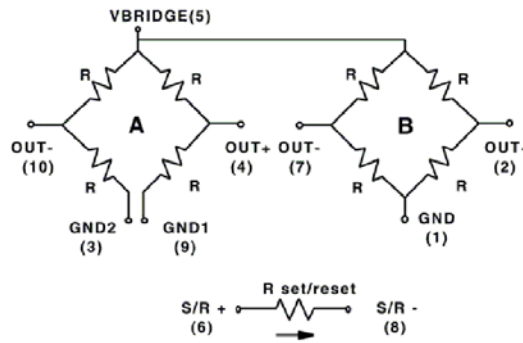 VBRIDGE(5)
R R R R
A B
OUT- OUT+ OUT- OUT-
(10) (4) (7) (2)
R R R R
GND2 GND1 GND
(3) (9) (1)
R set/reset
S/R + S/R -
(6) (8)